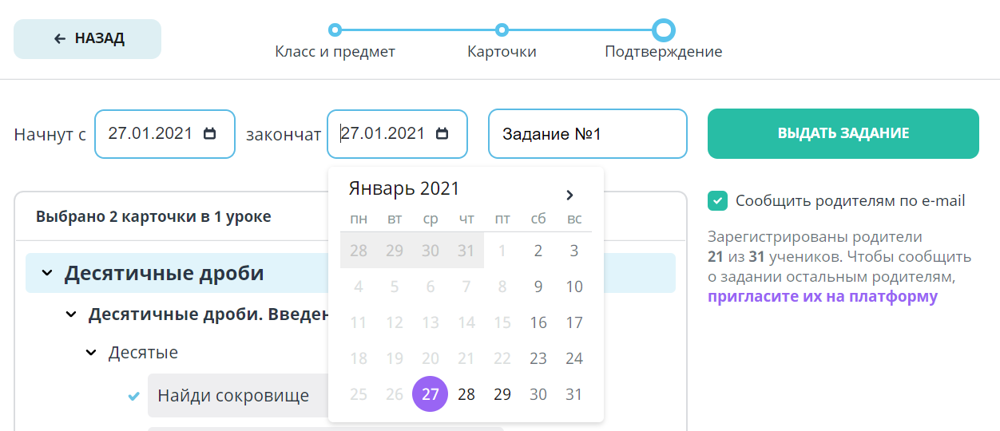 НАЗАД
Класс и предмет
Карточки
Подтверждение
Начнут с 27.01.2021 закончат 27.01.2021 Задание №1 ВЫДАТЬ ЗАДАНИЕ
Сообщить родителям по e-mail
Зарегистрированы родители
21 из 31 учеников. Чтобы сообщить
о задании остальным родителям,
пригласите их на платформу
Выбрано 2 карточки в 1 уроке
Десятичные дроби
Десятичные дроби. Введен
Десятые
Найди сокровище
Январь 2021
пн вт ср чт пт сб вс
28 29 30 31 1 2 3
4 5 6 7 8 9 10
11 12 13 14 15 16 17
18 19 20 21 22 23 24
25 26 27 28 29 30 31